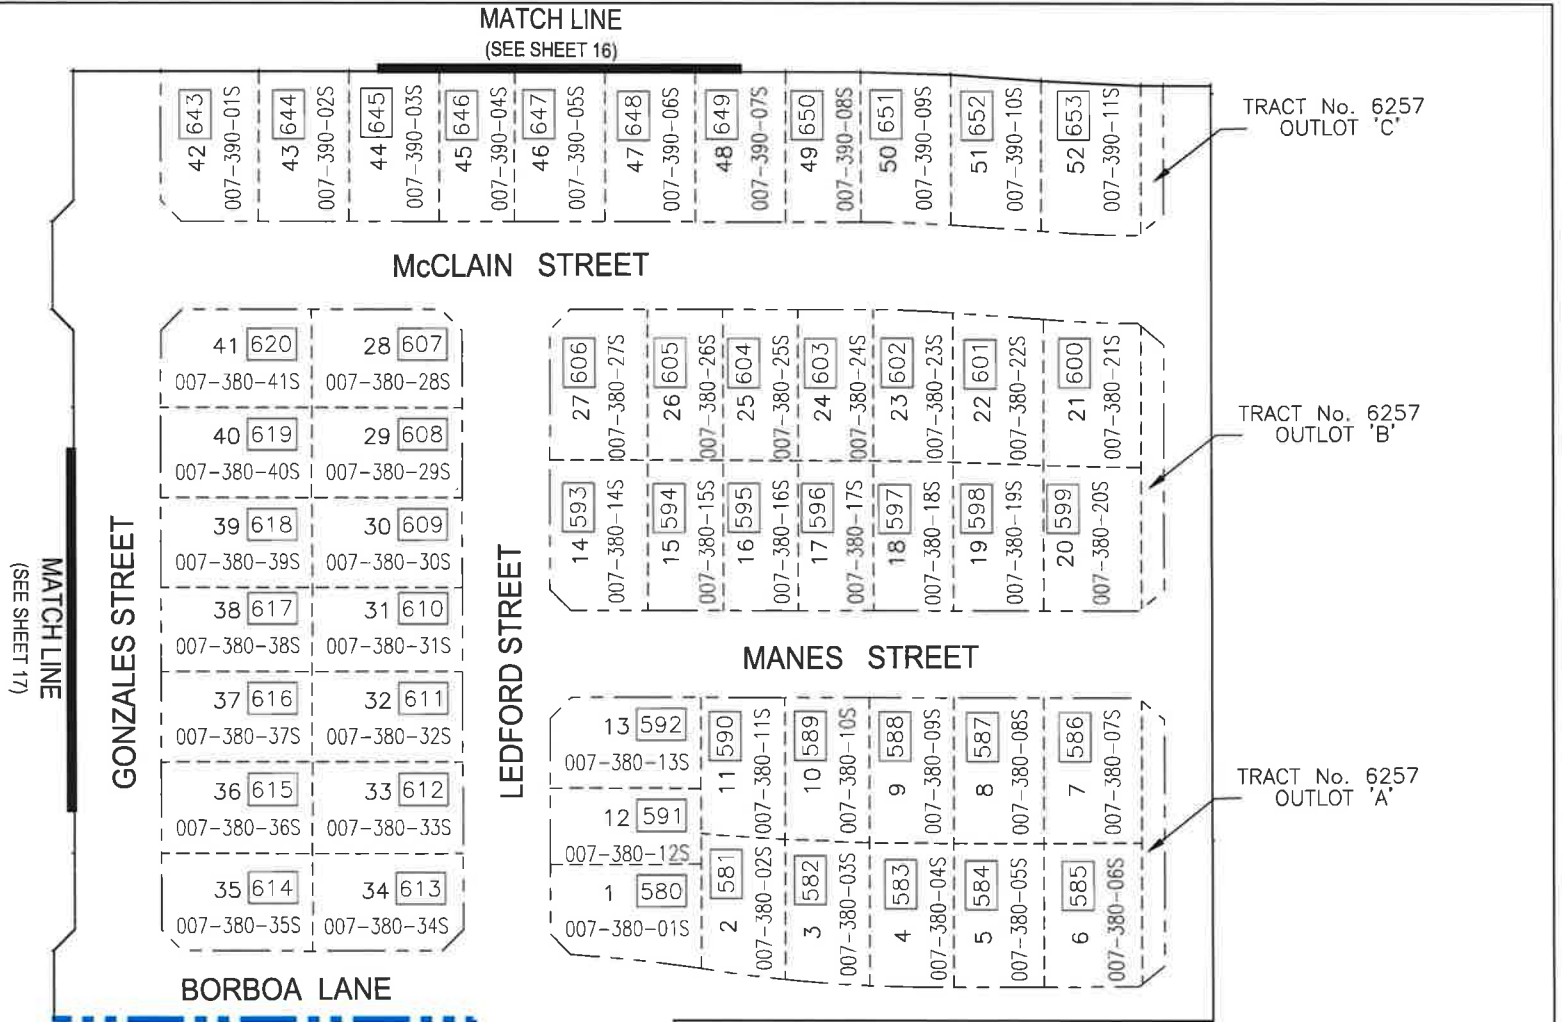 MATCH LINE
(SEE SHEET 16)
42 643
007-390-01S
43 644
007-390-02S
44 645
007-390-03S
45 646
007-390-04S
46 647
007-390-05S
47 648
007-390-06S
48 649
007-390-07S
49 650
007-390-08S
50 651
007-390-09S
51 652
007-390-10S
52 653
007-390-11S
TRACT No. 6257
OUTLOT 'C'
McCLAIN STREET
41 620
007-380-41S
28 607
007-380-28S
40 619
007-380-40S
29 608
007-380-29S
39 618
007-380-39S
30 609
007-380-30S
38 617
007-380-38S
31 610
007-380-31S
37 616
007-380-37S
32 611
007-380-32S
36 615
007-380-36S
33 612
007-380-33S
35 614
007-380-35S
34 613
007-380-34S
MATCH LINE
(SEE SHEET 17)
GONZALES STREET
LEDFORD STREET
27 606
007-380-27S
26 605
007-380-26S
25 604
007-380-25S
24 603
007-380-24S
23 602
007-380-23S
22 601
007-380-22S
21 600
007-380-21S
TRACT No. 6257
OUTLOT 'B'
14 593
007-380-14S
15 594
007-380-15S
16 595
007-380-16S
17 596
007-380-17S
18 597
007-380-18S
19 598
007-380-19S
20 599
007-380-20S
MANES STREET
13 592
007-380-13S
12 591
007-380-12S
1 580
007-380-01S
11 590
007-380-11S
10 589
007-380-10S
9 588
007-380-09S
8 587
007-380-08S
7 586
007-380-07S
TRACT No. 6257
OUTLOT 'A'
2 581
007-380-02S
3 582
007-380-03S
4 583
007-380-04S
5 584
007-380-05S
6 585
007-380-06S
BORBOA LANE